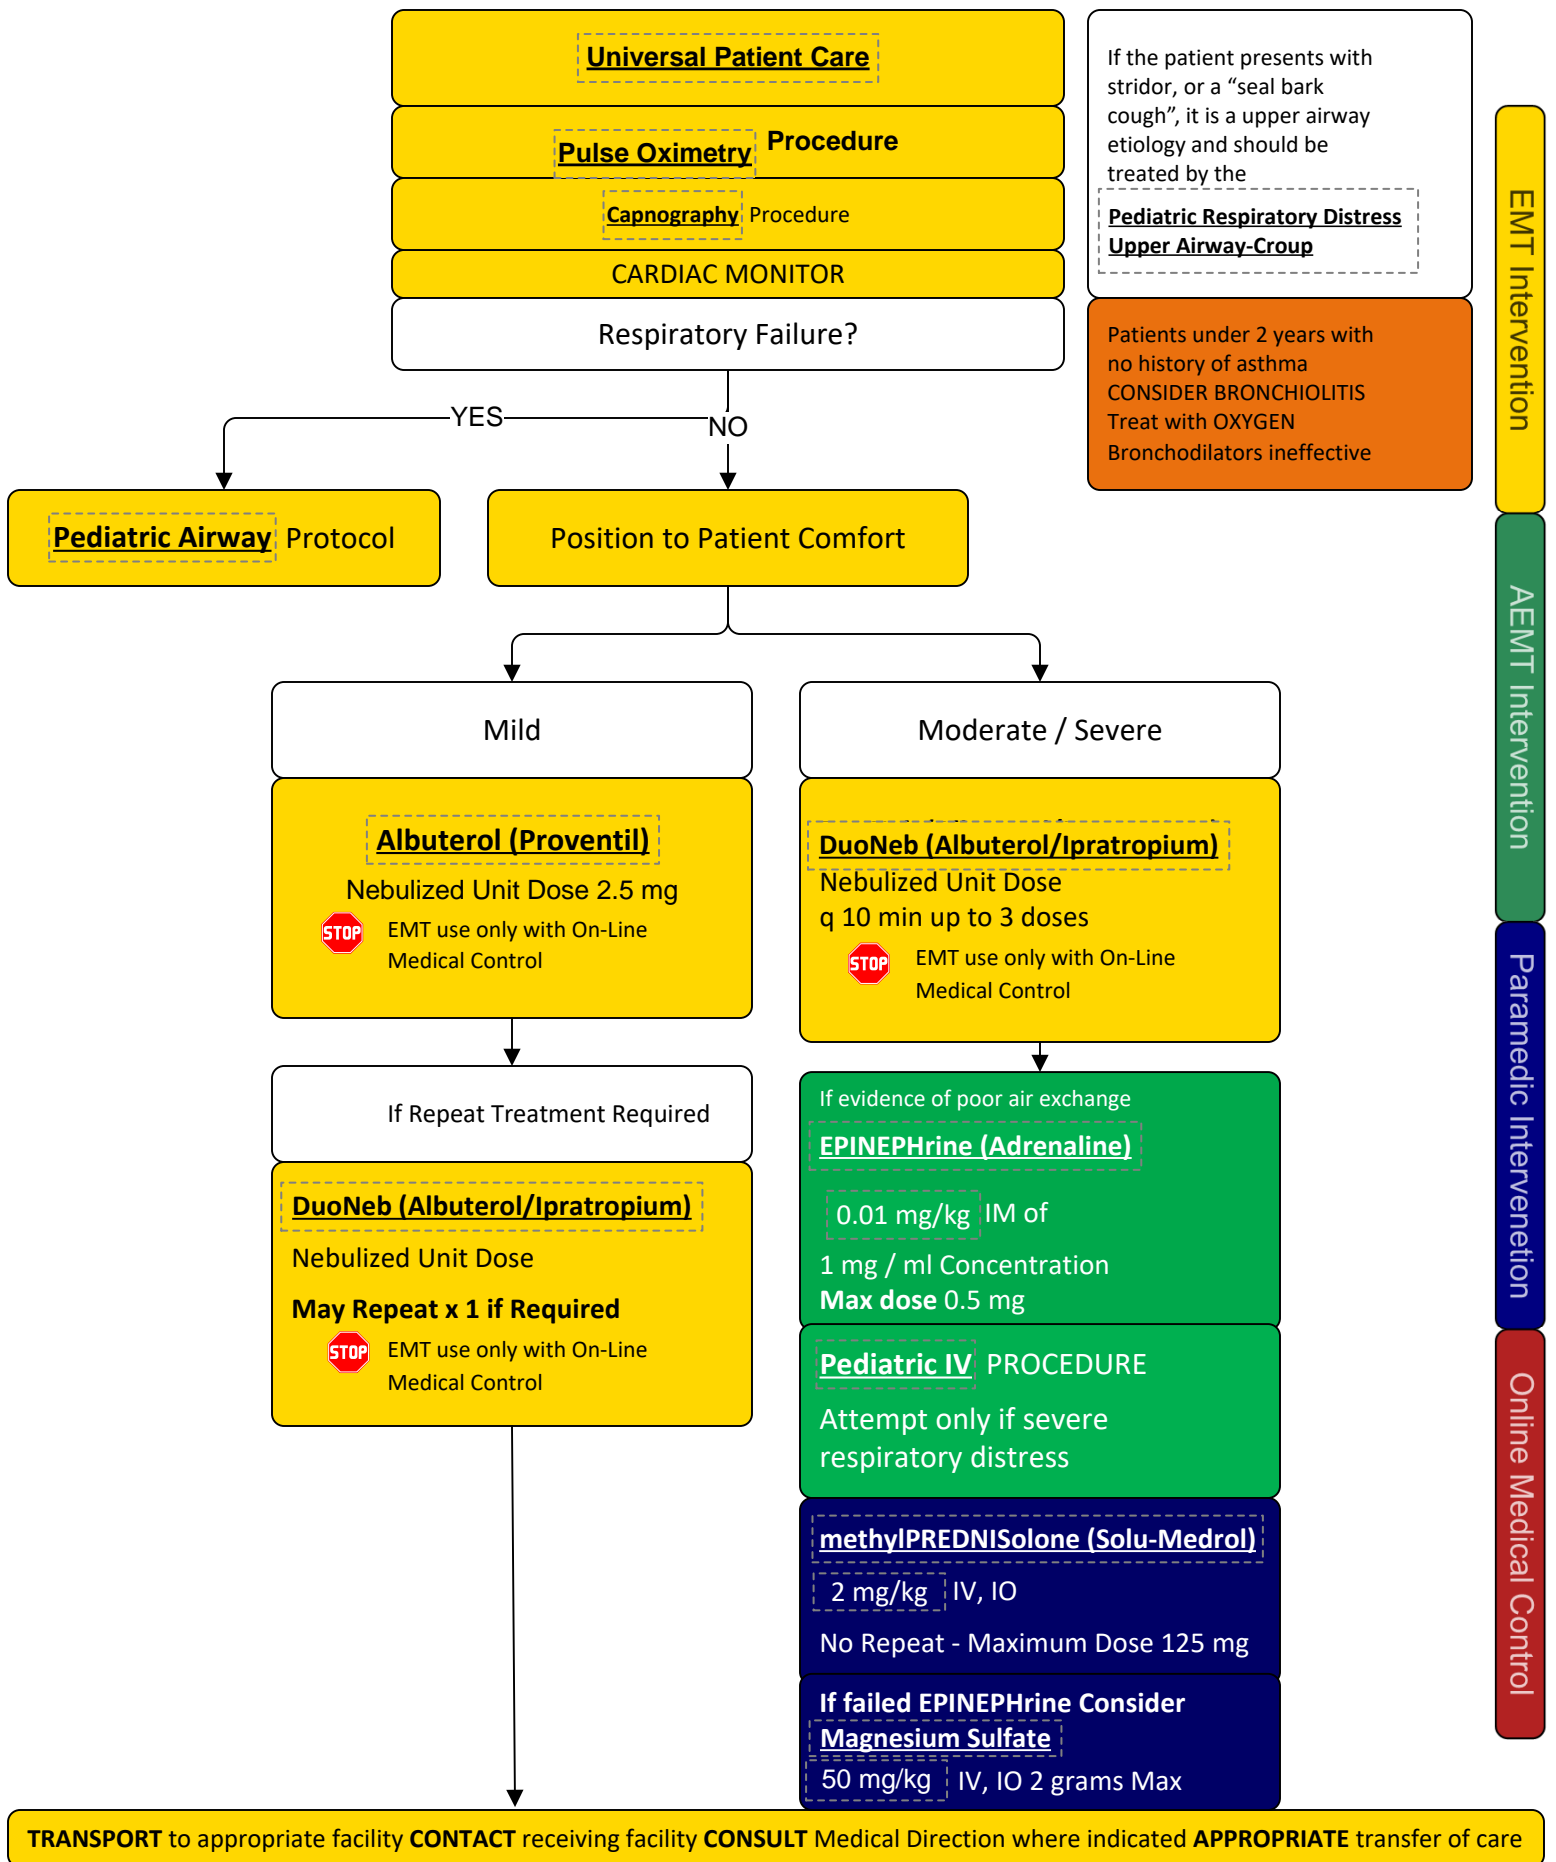 Universal Patient Care
Pulse Oximetry Procedure
Capnography Procedure
CARDIAC MONITOR
Respiratory Failure?
If the patient presents with
stridor, or a “seal bark
cough”, it is a upper airway
etiology and should be
treated by the
Pediatric Respiratory Distress
Upper Airway-Croup
Patients under 2 years with
no history of asthma
CONSIDER BRONCHIOLITIS
Treat with OXYGEN
Bronchodilators ineffective
YES
NO
Pediatric Airway Protocol
Position to Patient Comfort
Mild
Albuterol (Proventil)
Nebulized Unit Dose 2.5 mg
STOP
EMT use only with On-Line
Medical Control
If Repeat Treatment Required
DuoNeb (Albuterol/Ipratropium)
Nebulized Unit Dose
May Repeat x 1 if Required
STOP
EMT use only with On-Line
Medical Control
Moderate / Severe
DuoNeb (Albuterol/Ipratropium)
Nebulized Unit Dose
q 10 min up to 3 doses
STOP
EMT use only with On-Line
Medical Control
If evidence of poor air exchange
EPINEPHrine (Adrenaline)
0.01 mg/kg IM of
1 mg / ml Concentration
Max dose 0.5 mg
Pediatric IV PROCEDURE
Attempt only if severe
respiratory distress
methylPREDNISolone (Solu-Medrol)
2 mg/kg IV, IO
No Repeat - Maximum Dose 125 mg
If failed EPINEPHrine Consider
Magnesium Sulfate
50 mg/kg IV, IO 2 grams Max
TRANSPORT to appropriate facility CONTACT receiving facility CONSULT Medical Direction where indicated APPROPRIATE transfer of care
EMT Intervention
AEMT Intervention
Paramedic Intervenetion
Online Medical Control